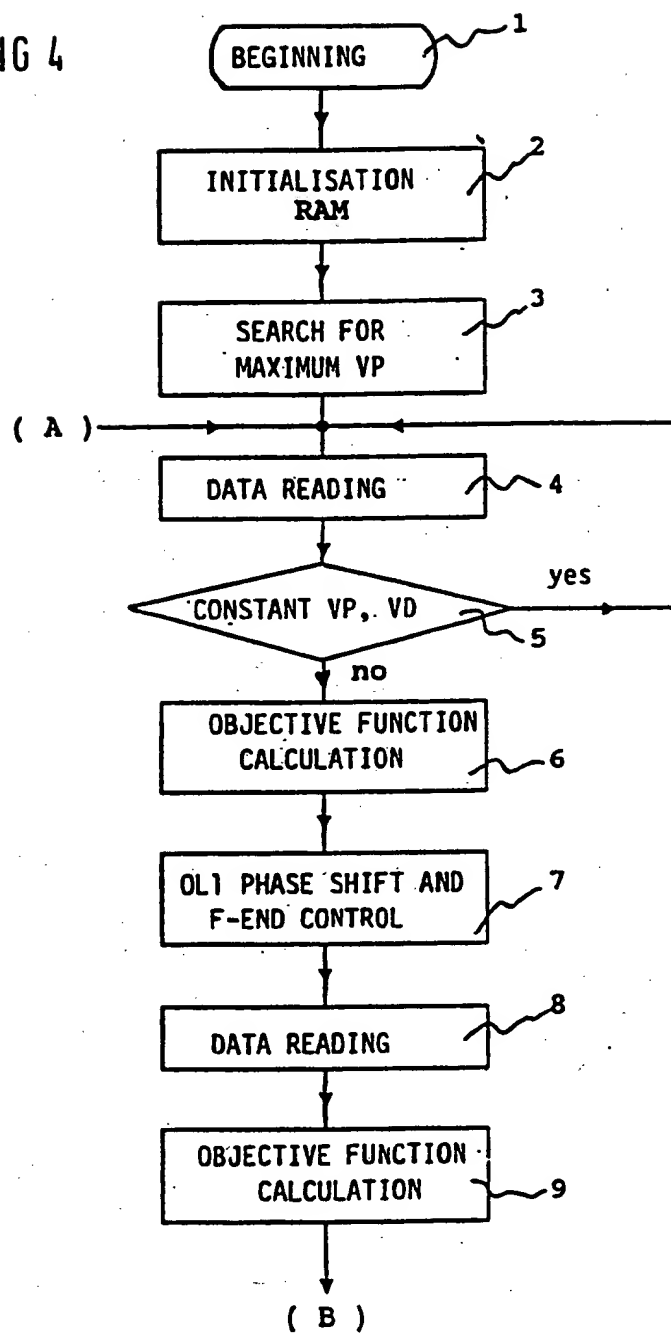 IG 4
BEGINNING
1
INITIALISATION
RAM
2
SEARCH FOR
MAXIMUM VP
3
( A )
DATA READING
4
CONSTANT VP, VD
5
yes
no
OBJECTIVE FUNCTION
CALCULATION
6
OL1 PHASE SHIFT AND
F-END CONTROL
7
DATA READING
8
OBJECTIVE FUNCTION
CALCULATION
9
( B )